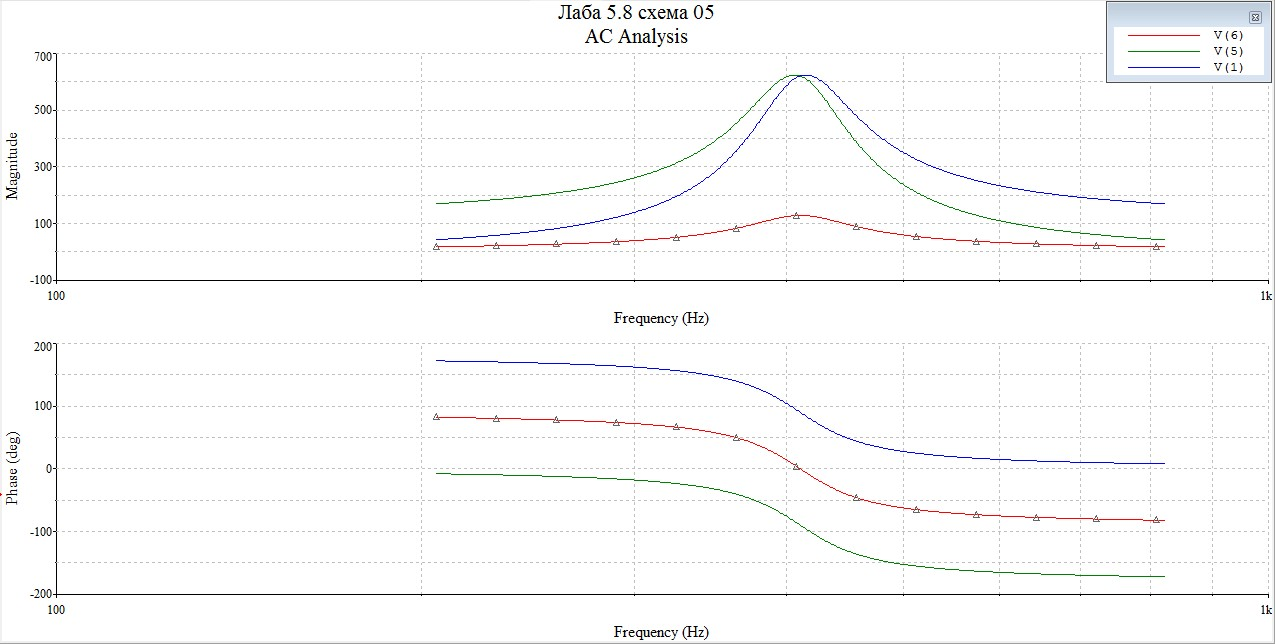 Лаба 5.8 схема 05
AC Analysis
V(6)
V(5)
V(1)
Magnitude
700
500
300
100
-100
100
1k
Frequency (Hz)
Phase (deg)
200
100
0
-100
-200
100
1k
Frequency (Hz)